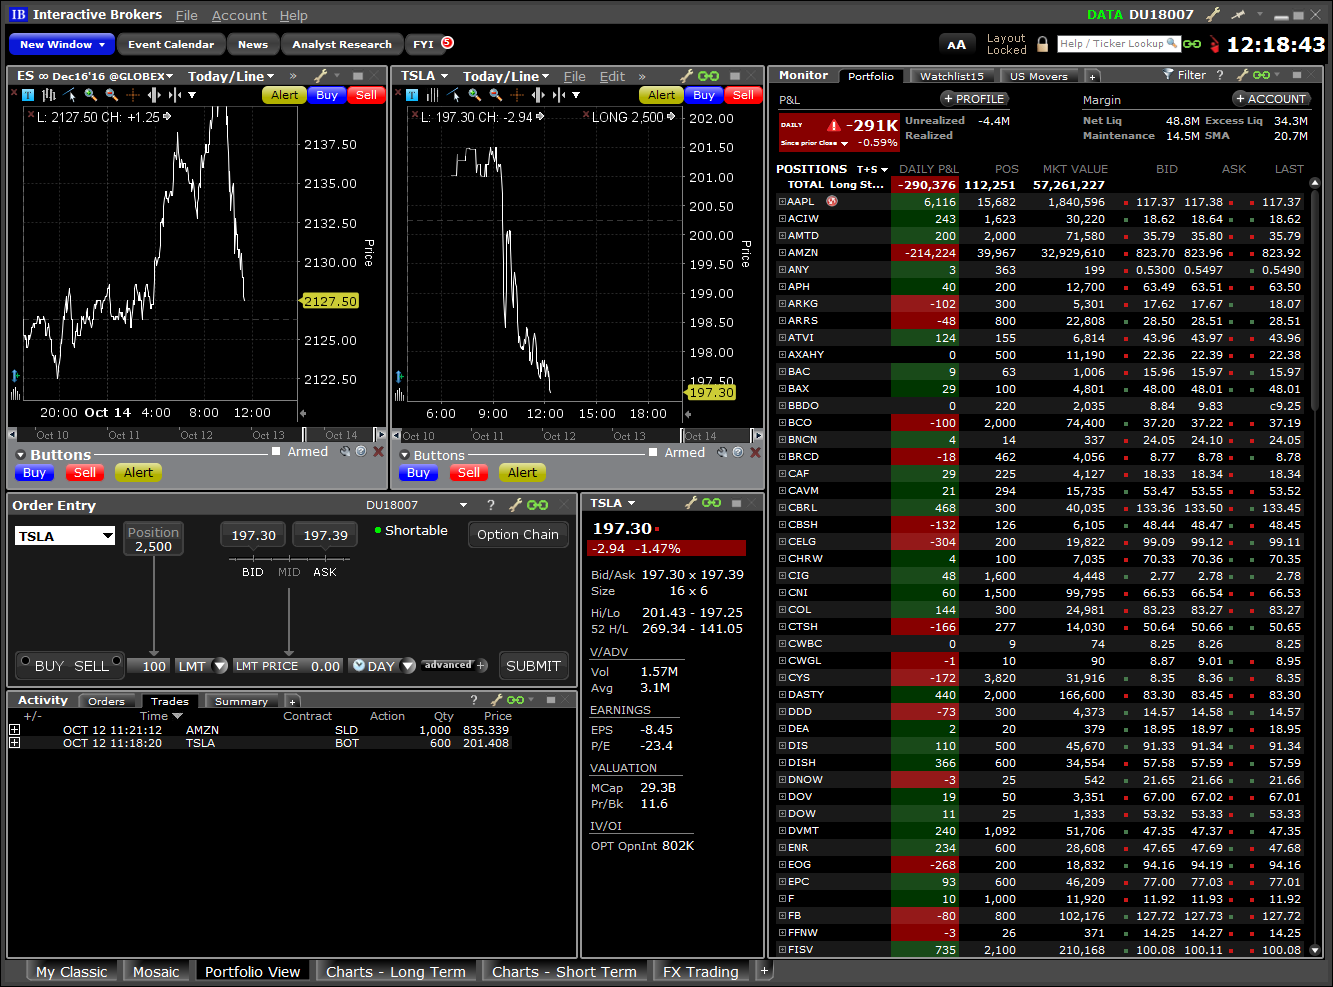 IB Interactive Brokers File Account Help
DATA DU18007
New Window Event Calendar News Analyst Research FYI 5
AA Layout Locked Help / Ticker Lookup 12:18:43
ES ∞ Dec16'16 @GLOBEX Today/Line »
Alert Buy Sell
L: 2127.50 CH: +1.25
2137.50
2135.00
2132.50
2130.00
2127.50
2125.00
2122.50
Price
20:00 Oct 14 4:00 8:00 12:00
Oct 10 Oct 11 Oct 12 Oct 13 Oct 14
Buttons Armed
Buy Sell Alert
TSLA Today/Line File Edit »
Alert Buy Sell
L: 197.30 CH: -2.94 LONG 2,500
202.00
201.50
201.00
200.50
200.00
199.50
199.00
198.50
198.00
197.50
197.30
Price
6:00 9:00 12:00 15:00 18:00
Oct 10 Oct 11 Oct 12 Oct 13 Oct 14
Buttons Armed
Buy Sell Alert
Order Entry DU18007 ?
TSLA Position 2,500 197.30 197.39 Shortable Option Chain
BID MID ASK
BUY SELL 100 LMT LMT PRICE 0.00 DAY advanced + SUBMIT
Activity Orders Trades Summary + ?
+/- Time Contract Action Qty Price
OCT 12 11:21:12 AMZN SLD 1,000 835.339
OCT 12 11:18:20 TSLA BOT 600 201.408
TSLA
197.30
-2.94 -1.47%
Bid/Ask 197.30 x 197.39
Size 16 x 6
Hi/Lo 201.43 - 197.25
52 H/L 269.34 - 141.05
V/ADV
Vol 1.57M
Avg 3.1M
EARNINGS
EPS -8.45
P/E -23.4
VALUATION
MCap 29.3B
Pr/Bk 11.6
IV/OI
OPT OpnInt 802K
Monitor Portfolio Watchlist15 US Movers + Filter ?
P&L + PROFILE Margin + ACCOUNT
DAILY -291K Unrealized -4.4M Net Liq 48.8M Excess Liq 34.3M
Since prior Close -0.59% Realized Maintenance 14.5M SMA 20.7M
POSITIONS T+S DAILY P&L POS MKT VALUE BID ASK LAST
TOTAL Long St... -290,376 112,251 57,261,227
AAPL 6,116 15,682 1,840,596 117.37 117.38 117.37
ACIW 243 1,623 30,220 18.62 18.64 18.62
AMTD 200 2,000 71,580 35.79 35.80 35.79
AMZN -214,224 39,967 32,929,610 823.70 823.96 823.92
ANY 3 363 199 0.5300 0.5497 0.5490
APH 40 200 12,700 63.49 63.51 63.50
ARKG -102 300 5,301 17.62 17.67 18.07
ARRS -48 800 22,808 28.50 28.51 28.51
ATVI 124 155 6,814 43.96 43.97 43.96
AXAHY 0 500 11,190 22.36 22.39 22.38
BAC 9 63 1,006 15.96 15.97 15.97
BAX 29 100 4,801 48.00 48.01 48.01
BBDO 0 220 2,035 8.84 9.83 c9.25
BCO -100 2,000 74,400 37.20 37.22 37.19
BNCN 4 14 337 24.05 24.10 24.05
BRCD -18 462 4,056 8.77 8.78 8.78
CAF 29 225 4,127 18.33 18.34 18.34
CAVM 21 294 15,735 53.47 53.55 53.52
CBRL 468 300 40,035 133.36 133.50 133.45
CBSH -132 126 6,105 48.44 48.47 48.45
CELG -304 200 19,822 99.09 99.12 99.11
CHRW 4 100 7,035 70.33 70.36 70.35
CIG 48 1,600 4,448 2.77 2.78 2.78
CNI 60 1,500 99,795 66.53 66.54 66.53
COL 144 300 24,981 83.23 83.27 83.27
CTSH -166 277 14,030 50.64 50.66 50.65
CWBC 0 9 74 8.25 8.26 8.25
CWGL -1 10 90 8.87 9.01 8.95
CYS -172 3,820 31,916 8.35 8.36 8.35
DASTY 440 2,000 166,600 83.30 83.45 83.30
DDD -73 300 4,373 14.57 14.58 14.57
DEA 2 20 379 18.95 18.97 18.95
DIS 110 500 45,670 91.33 91.34 91.34
DISH 366 600 34,554 57.58 57.59 57.59
DNOW -3 25 542 21.65 21.66 21.66
DOV 19 50 3,351 67.00 67.02 67.01
DOW 11 25 1,333 53.32 53.33 53.33
DVMT 240 1,092 51,706 47.35 47.37 47.35
ENR 234 600 28,608 47.65 47.69 47.68
EOG -268 200 18,832 94.16 94.19 94.16
EPC 93 600 46,209 77.00 77.03 77.01
F 10 1,000 11,920 11.92 11.93 11.92
FB -80 800 102,176 127.72 127.73 127.72
FFNW -3 26 371 14.25 14.27 14.27
FISV 735 2,100 210,168 100.08 100.11 100.08
My Classic Mosaic Portfolio View Charts - Long Term Charts - Short Term FX Trading +